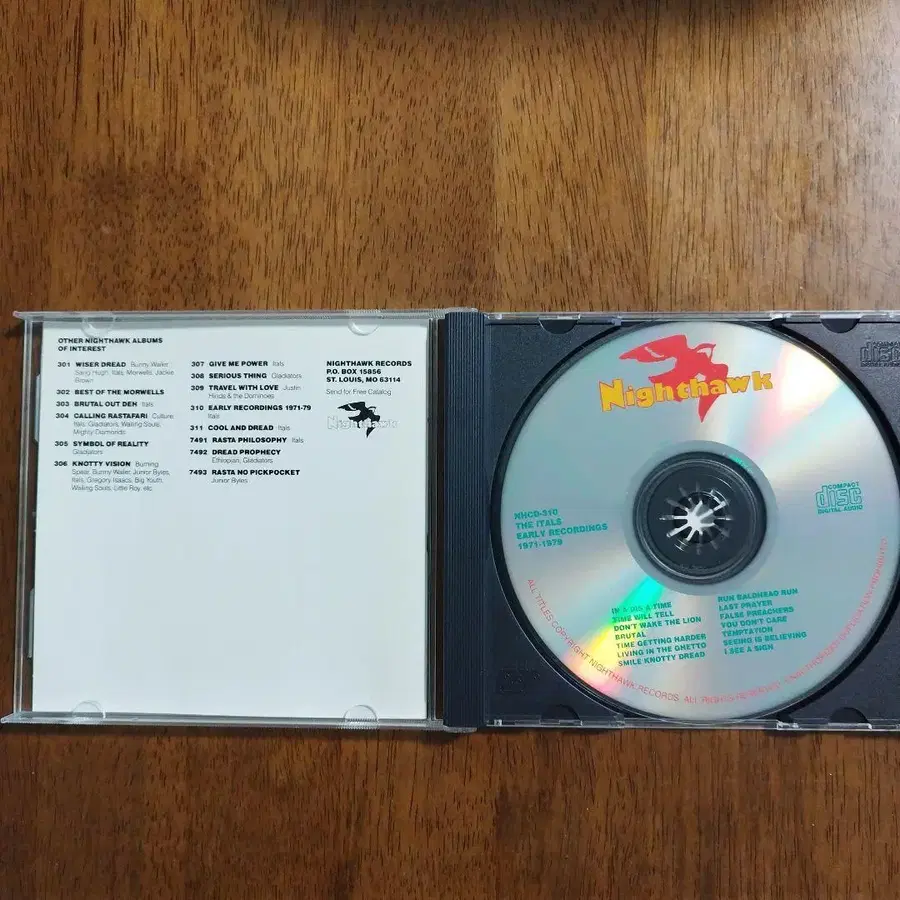 OTHER NIGHTHAWK ALBUMS
OF INTEREST
301 WISER DREAD Bunny Wailer
Sang Hugh, Itals, Morwells, Jackie
Brown
302 BEST OF THE MORWELLS
303 BRUTAL OUT DEH Itals
304 CALLING RASTAFARI Culture
Itals, Gladiators, Wailing Souls,
Mighty Diamonds
305 SYMBOL OF REALITY
Gladiators
306 KNOTTY VISION Burning
Spear, Bunny Wailer, Junior Byles,
Itals, Gregory Isaacs, Big Youth,
Wailing Souls, Little Roy, etc.
307 GIVE ME POWER Itals
308 SERIOUS THING Gladiators
309 TRAVEL WITH LOVE Justin
Hinds & the Dominoes
310 EARLY RECORDINGS 1971-79
Itals
311 COOL AND DREAD Itals
7491 RASTA PHILOSOPHY Itals
7492 DREAD PROPHECY
Ethiopian, Gladiators
7493 RASTA NO PICKPOCKET
Junior Byles
NIGHTHAWK RECORDS
P.O. BOX 15856
ST. LOUIS, MO 63114
Send for Free Catalog
Nighthawk
Nighthawk
COMPACT
disc
DIGITAL AUDIO
NHCD-310
THE ITALS
EARLY RECORDINGS
1971-1979
IN A DIS A TIME
TIME WILL TELL
DON'T WAKE THE LION
BRUTAL
TIME GETTING HARDER
LIVING IN THE GHETTO
SMILE KNOTTY DREAD
RUN BALDHEAD RUN
LAST PRAYER
FALSE PREACHERS
YOU DON'T CARE
TEMPTATION
SEEING IS BELIEVING
I SEE A SIGN
ALL TITLES COPYRIGHT NIGHTHAWK RECORDS. ALL RIGHTS RESERVED. UNAUTHORIZED DUPLICATION PROHIBITED
disc